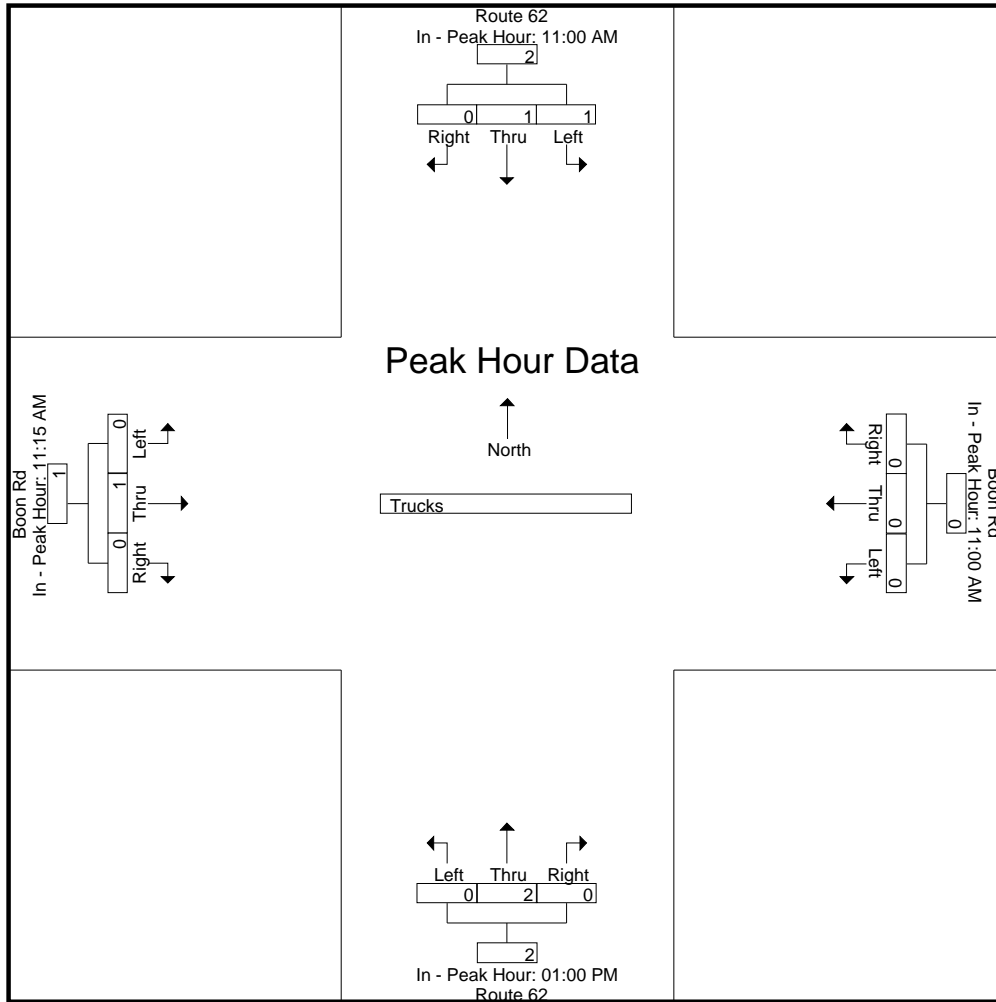 Route 62
In - Peak Hour: 11:00 AM
2
0 1 1
Right Thru Left
Peak Hour Data
North
Trucks
Boon Rd
In - Peak Hour: 11:15 AM
1
0 1 0
Left Thru Right
Boon Rd
In - Peak Hour: 11:00 AM
0
0 0 0
Right Thru Left
Left Thru Right
0 2 0
2
In - Peak Hour: 01:00 PM
Route 62